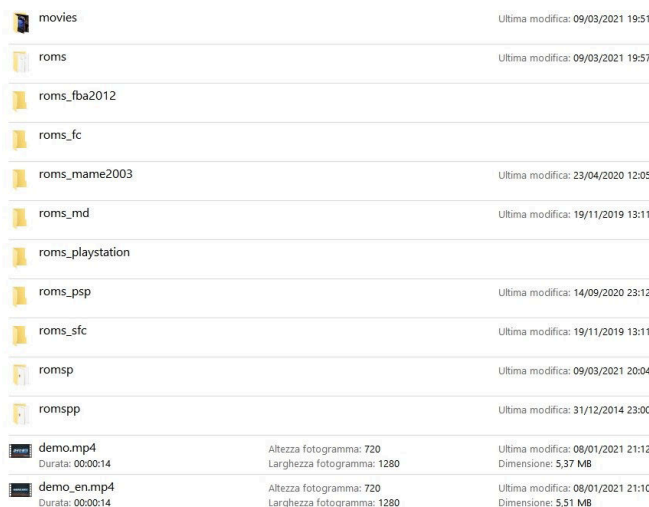 movies Ultima modifica: 09/03/2021 19:51
roms Ultima modifica: 09/03/2021 19:57
roms_fba2012
roms_fc
roms_mame2003 Ultima modifica: 23/04/2020 12:05
roms_md Ultima modifica: 19/11/2019 13:11
roms_playstation
roms_psp Ultima modifica: 14/09/2020 23:12
roms_sfc Ultima modifica: 19/11/2019 13:11
romsp Ultima modifica: 09/03/2021 20:04
romspp Ultima modifica: 31/12/2014 23:00
demo.mp4 Altezza fotogramma: 720 Ultima modifica: 08/01/2021 21:12
Durata: 00:00:14 Larghezza fotogramma: 1280 Dimensione: 5,37 MB
demo_en.mp4 Altezza fotogramma: 720 Ultima modifica: 08/01/2021 21:10
Durata: 00:00:14 Larghezza fotogramma: 1280 Dimensione: 5,51 MB